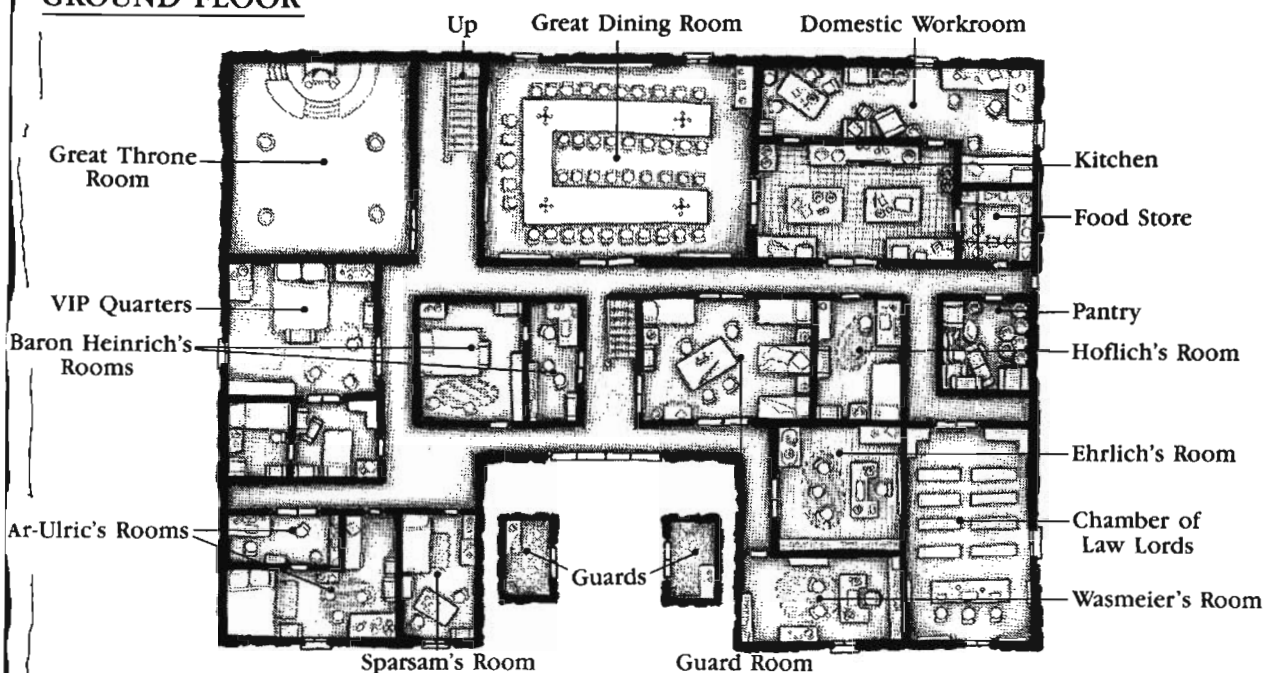 GROUND FLOOR
Up
Great Dining Room
Domestic Workroom
Great Throne
Room
Kitchen
Food Store
VIP Quarters
Pantry
Baron Heinrich's
Rooms
Hoflich's Room
Ehrlich's Room
Ar-Ulric's Rooms
Chamber of
Law Lords
Guards
Wasmeier's Room
Sparsam's Room
Guard Room